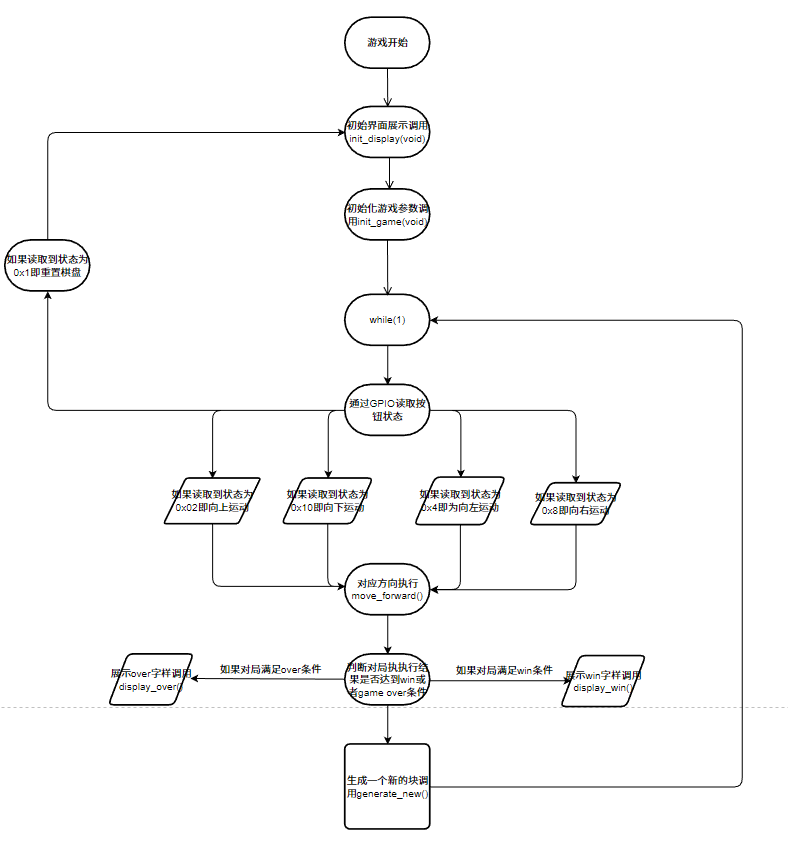 游戏开始
初始界面展示调用
init_display(void)
初始化游戏参数调
用init_game(void)
如果读取到状态为
0x1即重置棋盘
while(1)
通过GPIO读取按
钮状态
如果读取到状态为
0x02即向上运动
如果读取到状态为
0x10即向下运动
如果读取到状态为
0x4即为向左运动
如果读取到状态为
0x8即向右运动
对应方向执行
move_forward()
展示over字样调用
display_over()
如果对局满足over条件
判断对局执执行结
果是否达到win或
者game over条件
如果对局满足win条件
展示win字样调用
display_win()
生成一个新的块调
用generate_new()